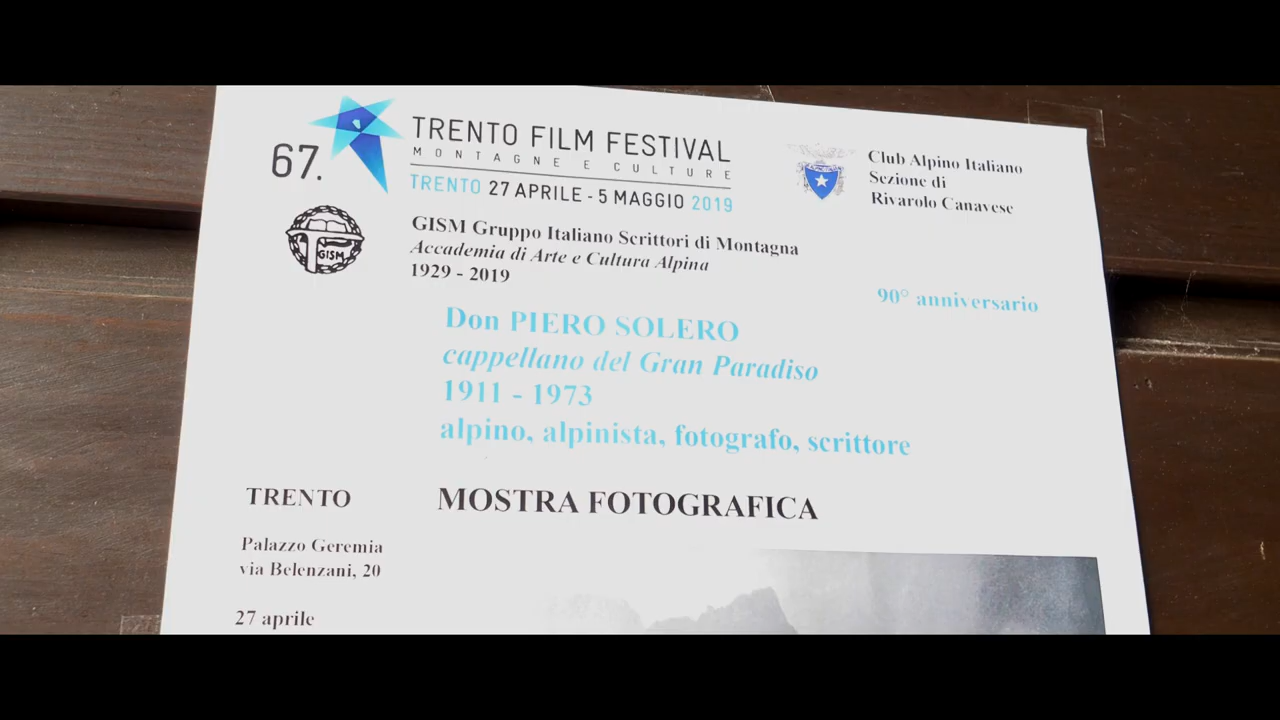 67.
TRENTO FILM FESTIVAL
MONTAGNE E CULTURE
TRENTO 27 APRILE - 5 MAGGIO 2019
Club Alpino Italiano
Sezione di
Rivarolo Canavese
GISM
GISM Gruppo Italiano Scrittori di Montagna
Accademia di Arte e Cultura Alpina
1929 - 2019
90° anniversario
Don PIERO SOLERO
cappellano del Gran Paradiso
1911 - 1973
alpino, alpinista, fotografo, scrittore
TRENTO
MOSTRA FOTOGRAFICA
Palazzo Geremia
via Belenzani, 20
27 aprile